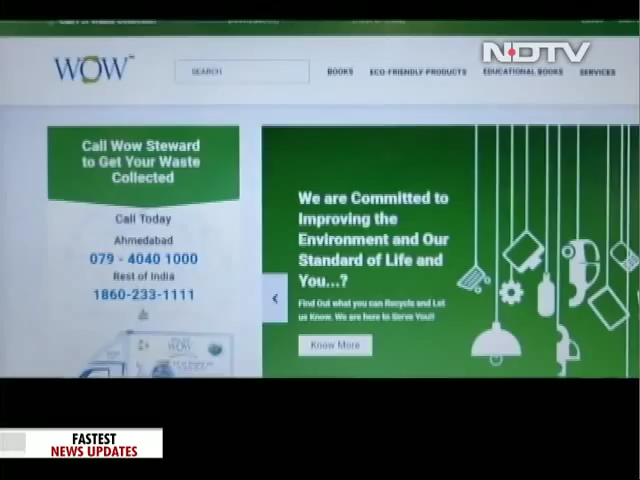 NDTV
WOW
SEARCH
BOOKS
ECO-FRIENDLY PRODUCTS
EDUCATIONAL BOOKS
SERVICES
Call Wow Steward
to Get Your Waste
Collected
Call Today
Ahmedabad
079 - 4040 1000
Rest of India
1860-233-1111
We are Committed to
Improving the
Environment and Our
Standard of Life and
You...?
Find Out what you can Recycle and Let
us Know. We are here to Serve You!!
Know More
WOW
FASTEST
NEWS UPDATES